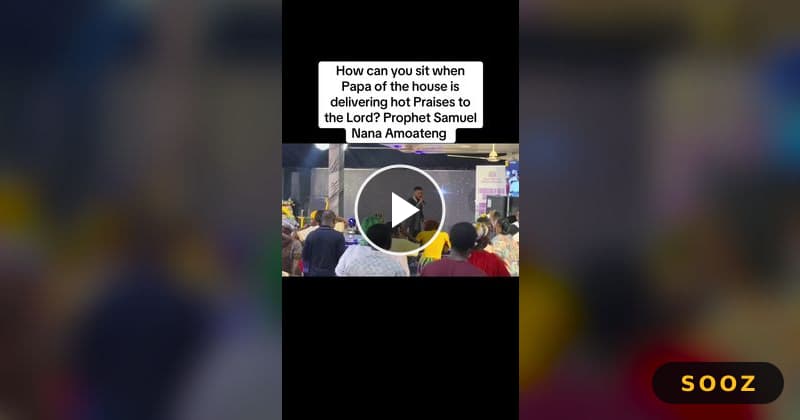 How can you sit when
Papa of the house is
delivering hot Praises to
the Lord? Prophet Samuel
Nana Amoateng
SOOZ